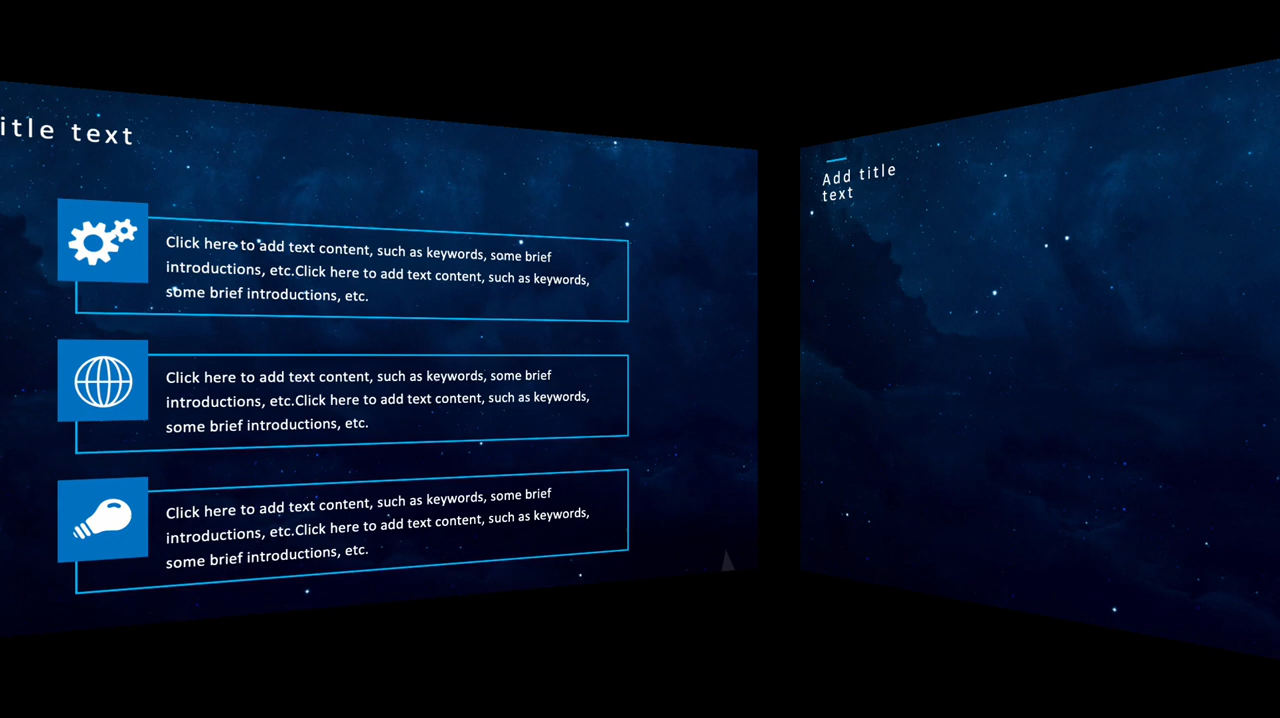 itle text
Click here to add text content, such as keywords, some brief
introductions, etc.Click here to add text content, such as keywords,
some brief introductions, etc.
Click here to add text content, such as keywords, some brief
introductions, etc.Click here to add text content, such as keywords,
some brief introductions, etc.
Click here to add text content, such as keywords, some brief
introductions, etc.Click here to add text content, such as keywords,
some brief introductions, etc.
Add title
text